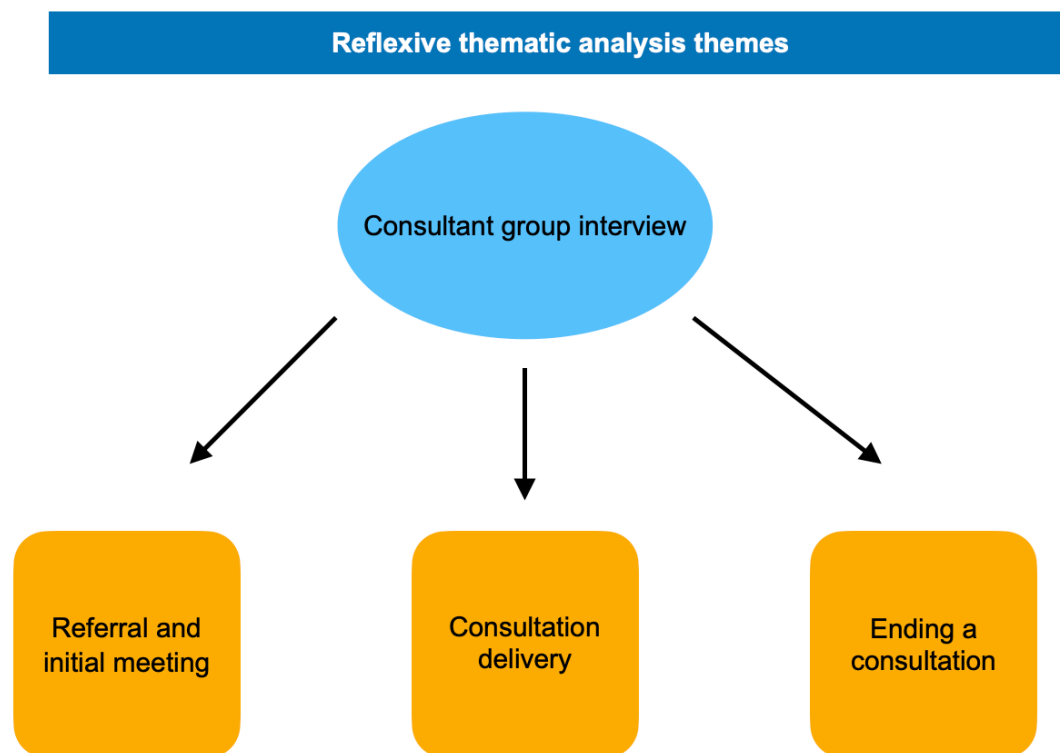 Reflexive thematic analysis themes
Consultant group interview
Referral and
initial meeting
Consultation
delivery
Ending a
consultation